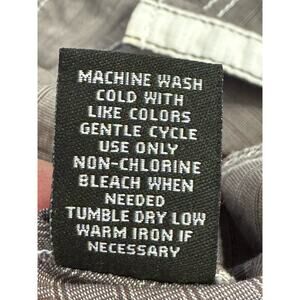 MACHINE WASH
COLD WITH
LIKE COLORS
GENTLE CYCLE
USE ONLY
NON-CHLORINE
BLEACH WHEN
NEEDED
TUMBLE DRY LOW
WARM IRON IF
NECESSARY